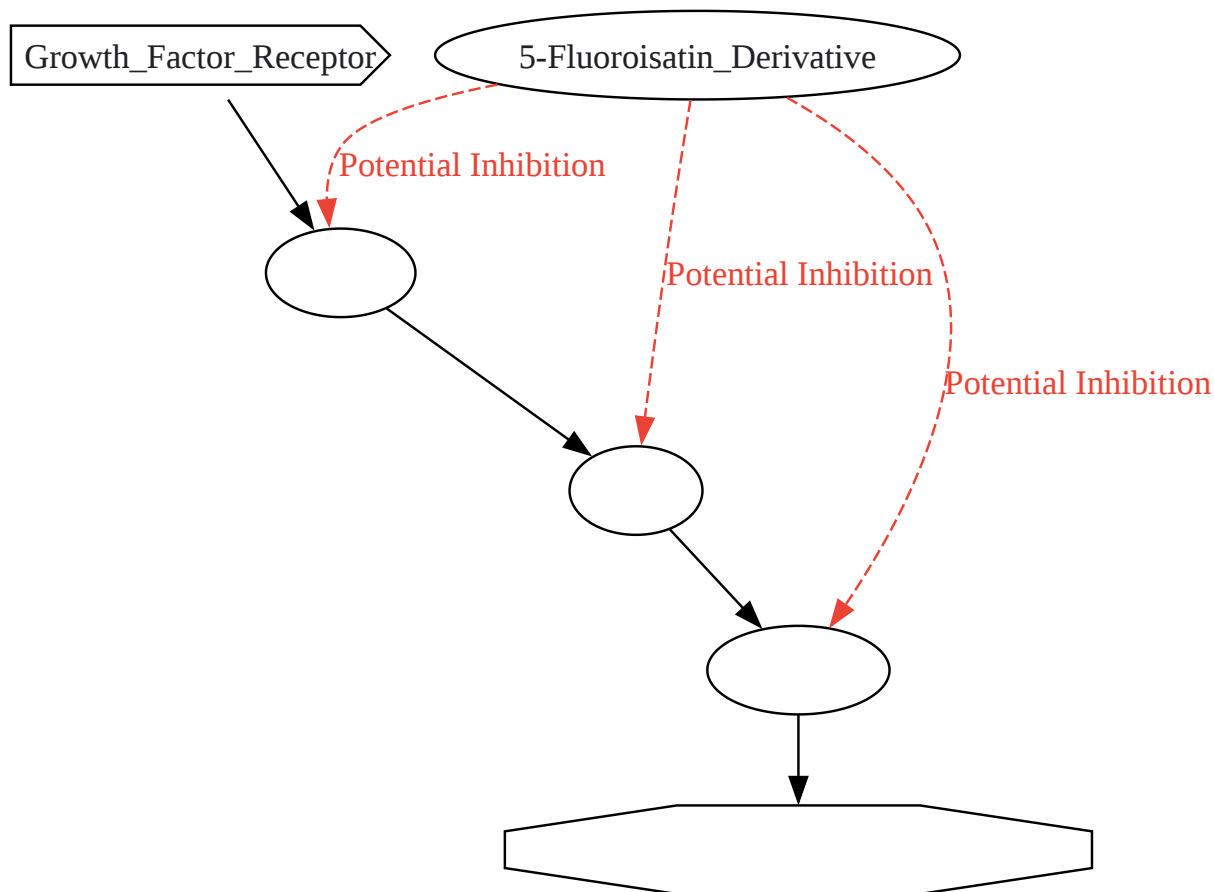 Growth_Factor_Receptor
5-Fluoroisatin_Derivative
Potential Inhibition
Potential Inhibition
Potential Inhibition